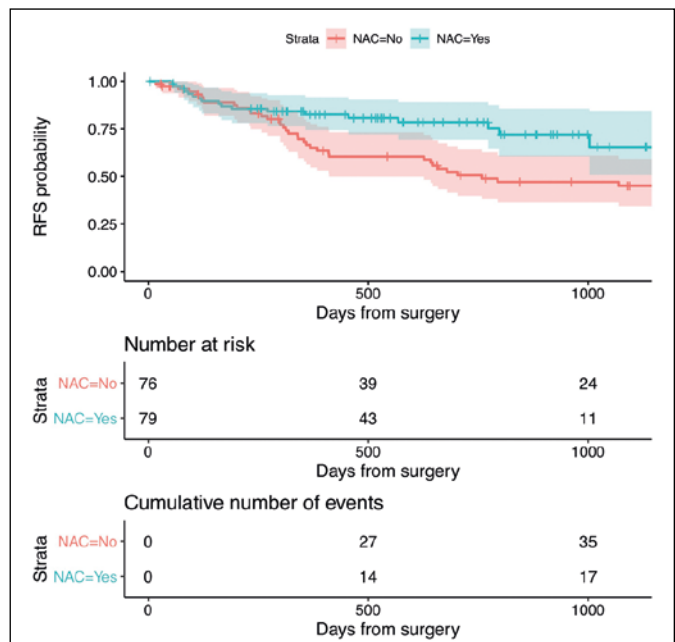 Strata NAC=No NAC=Yes
RFS probability
1.00
0.75
0.50
0.25
0.00
0 500 1000
Days from surgery
Number at risk
Strata
NAC=No 76 39 24
NAC=Yes 79 43 11
0 500 1000
Days from surgery
Cumulative number of events
Strata
NAC=No 0 27 35
NAC=Yes 0 14 17
0 500 1000
Days from surgery